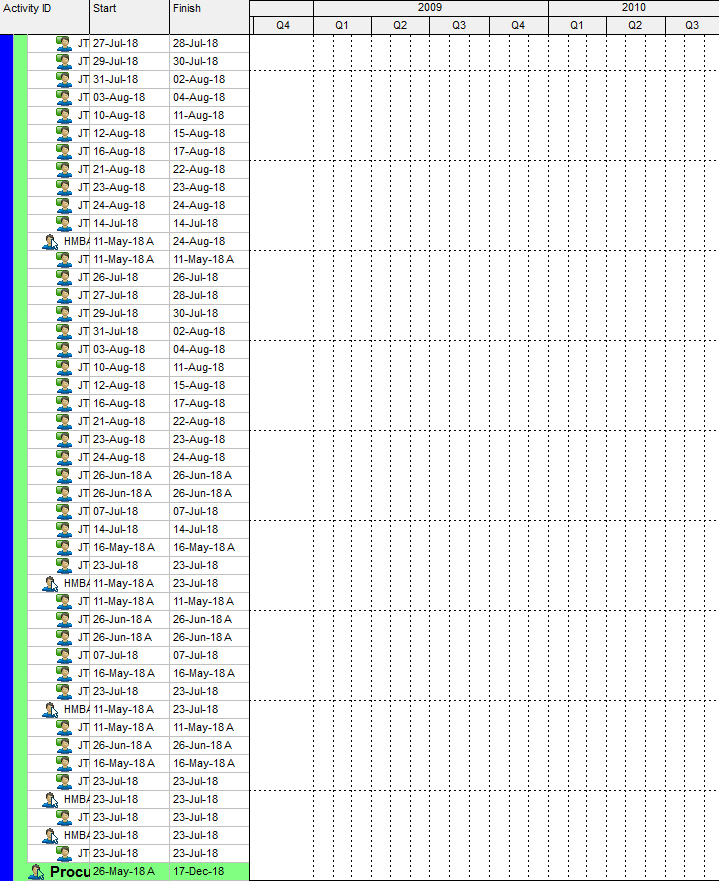 Activity ID Start Finish 2009 2010
Q4 Q1 Q2 Q3 Q4 Q1 Q2 Q3
JT 27-Jul-18 28-Jul-18
JT 29-Jul-18 30-Jul-18
JT 31-Jul-18 02-Aug-18
JT 03-Aug-18 04-Aug-18
JT 10-Aug-18 11-Aug-18
JT 12-Aug-18 15-Aug-18
JT 16-Aug-18 17-Aug-18
JT 21-Aug-18 22-Aug-18
JT 23-Aug-18 23-Aug-18
JT 24-Aug-18 24-Aug-18
JT 14-Jul-18 14-Jul-18
HMBA 11-May-18 A 24-Aug-18
JT 11-May-18 A 11-May-18 A
JT 26-Jul-18 26-Jul-18
JT 27-Jul-18 28-Jul-18
JT 29-Jul-18 30-Jul-18
JT 31-Jul-18 02-Aug-18
JT 03-Aug-18 04-Aug-18
JT 10-Aug-18 11-Aug-18
JT 12-Aug-18 15-Aug-18
JT 16-Aug-18 17-Aug-18
JT 21-Aug-18 22-Aug-18
JT 23-Aug-18 23-Aug-18
JT 24-Aug-18 24-Aug-18
JT 26-Jun-18 A 26-Jun-18 A
JT 26-Jun-18 A 26-Jun-18 A
JT 07-Jul-18 07-Jul-18
JT 14-Jul-18 14-Jul-18
JT 16-May-18 A 16-May-18 A
JT 23-Jul-18 23-Jul-18
HMBA 11-May-18 A 23-Jul-18
JT 11-May-18 A 11-May-18 A
JT 26-Jun-18 A 26-Jun-18 A
JT 26-Jun-18 A 26-Jun-18 A
JT 07-Jul-18 07-Jul-18
JT 16-May-18 A 16-May-18 A
JT 23-Jul-18 23-Jul-18
HMBA 11-May-18 A 23-Jul-18
JT 11-May-18 A 11-May-18 A
JT 26-Jun-18 A 26-Jun-18 A
JT 16-May-18 A 16-May-18 A
JT 23-Jul-18 23-Jul-18
HMBA 23-Jul-18 23-Jul-18
JT 23-Jul-18 23-Jul-18
HMBA 23-Jul-18 23-Jul-18
JT 23-Jul-18 23-Jul-18
Procu 26-May-18 A 17-Dec-18